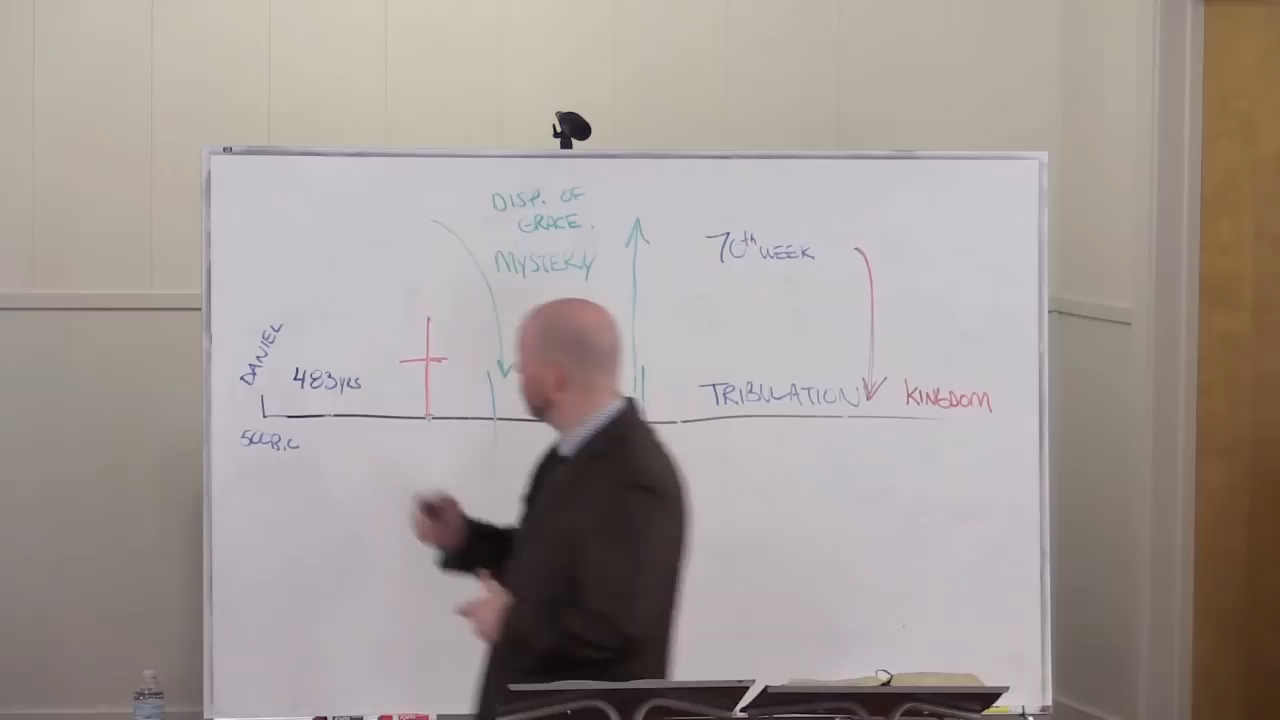 DISP. OF
GRACE.
MYSTERY
70th WEEK
DANIEL
483yrs
TRIBULATION
KINGDOM
500B.C